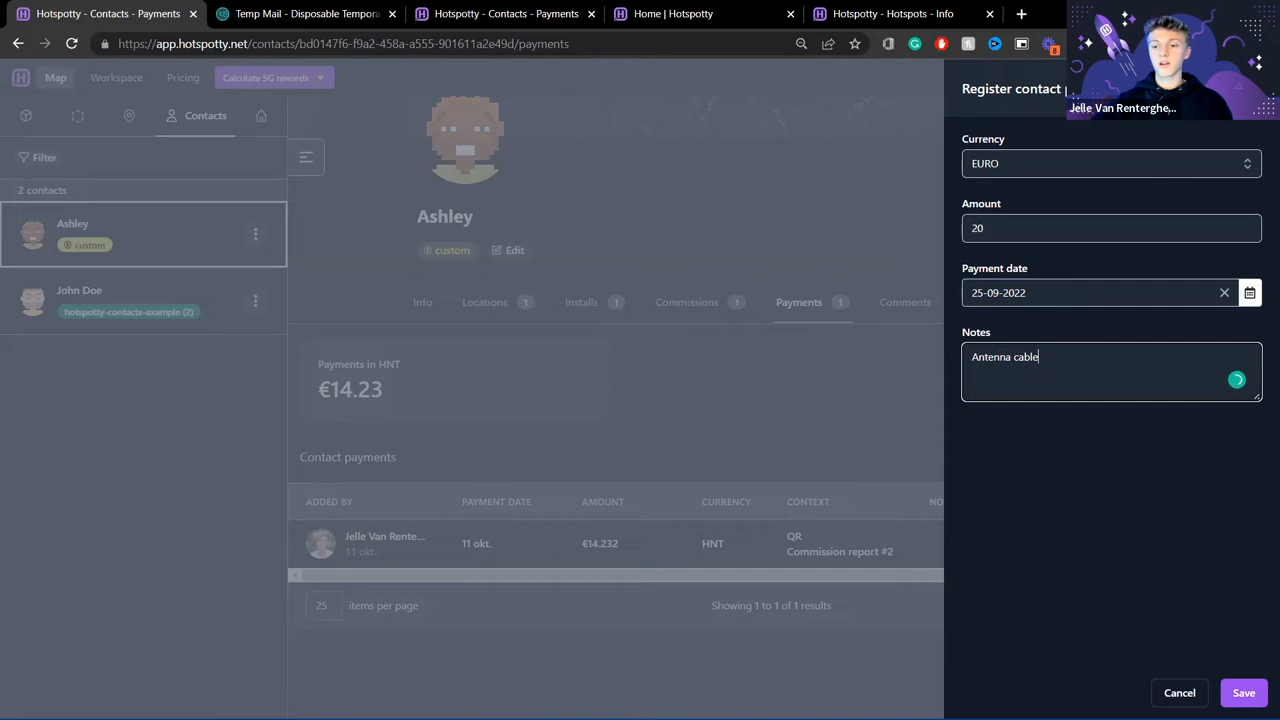 Hotspotty - Contacts - Payments
Temp Mail - Disposable Tempora
Hotspotty - Contacts - Payments
Home | Hotspotty
Hotspotty - Hotspots - Info
https://app.hotspotty.net/contacts/bd0147f6-f9a2-458a-a555-90161fa2e49d/payments
8
Map
Workspace
Pricing
Calculate 5G rewards
Contacts
Filter
2 contacts
Ashley
custom
John Doe
hotspotty-contacts-example (2)
Ashley
custom
Edit
Info
Locations 1
Installs 1
Commissions 1
Payments 1
Comments
Payments in HNT
€14.23
Contact payments
ADDED BY
PAYMENT DATE
AMOUNT
CURRENCY
CONTEXT
NO
Jelle Van Rente...
11 okt.
11 okt.
€14.232
HNT
QR
Commission report #2
25
items per page
Showing 1 to 1 of 1 results
Register contact
Jelle Van Renterghe...
Currency
EURO
Amount
20
Payment date
25-09-2022
Notes
Antenna cable
Cancel
Save